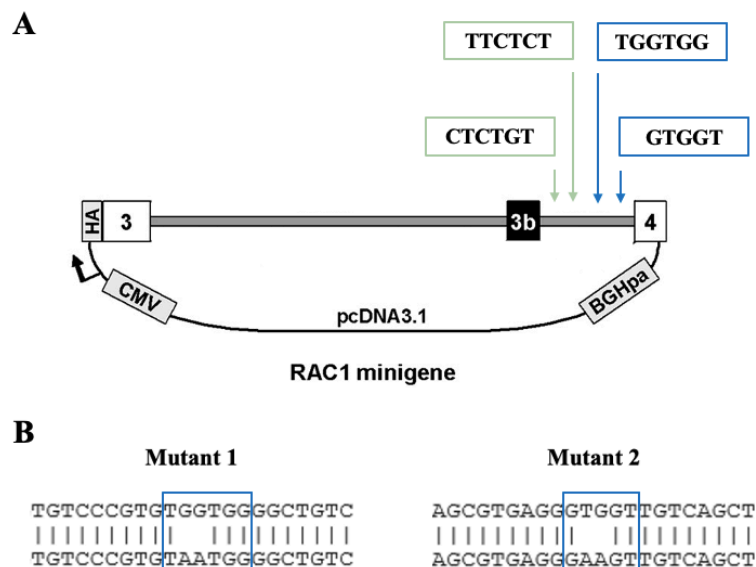 A
TTCTCT
TGGTGG
CTCTGT
GTGGT
HA
3
3b
4
CMV
BGHpa
pcDNA3.1
RAC1 minigene
B
Mutant 1
TGTCCCGTGTGGTGGGGCTGTC
TGTCCCGTGTAATGGGGCTGTC
Mutant 2
AGCGTGAGGGTGGTTGTCAGCT
AGCGTGAGGGAAGTTGTCAGCT